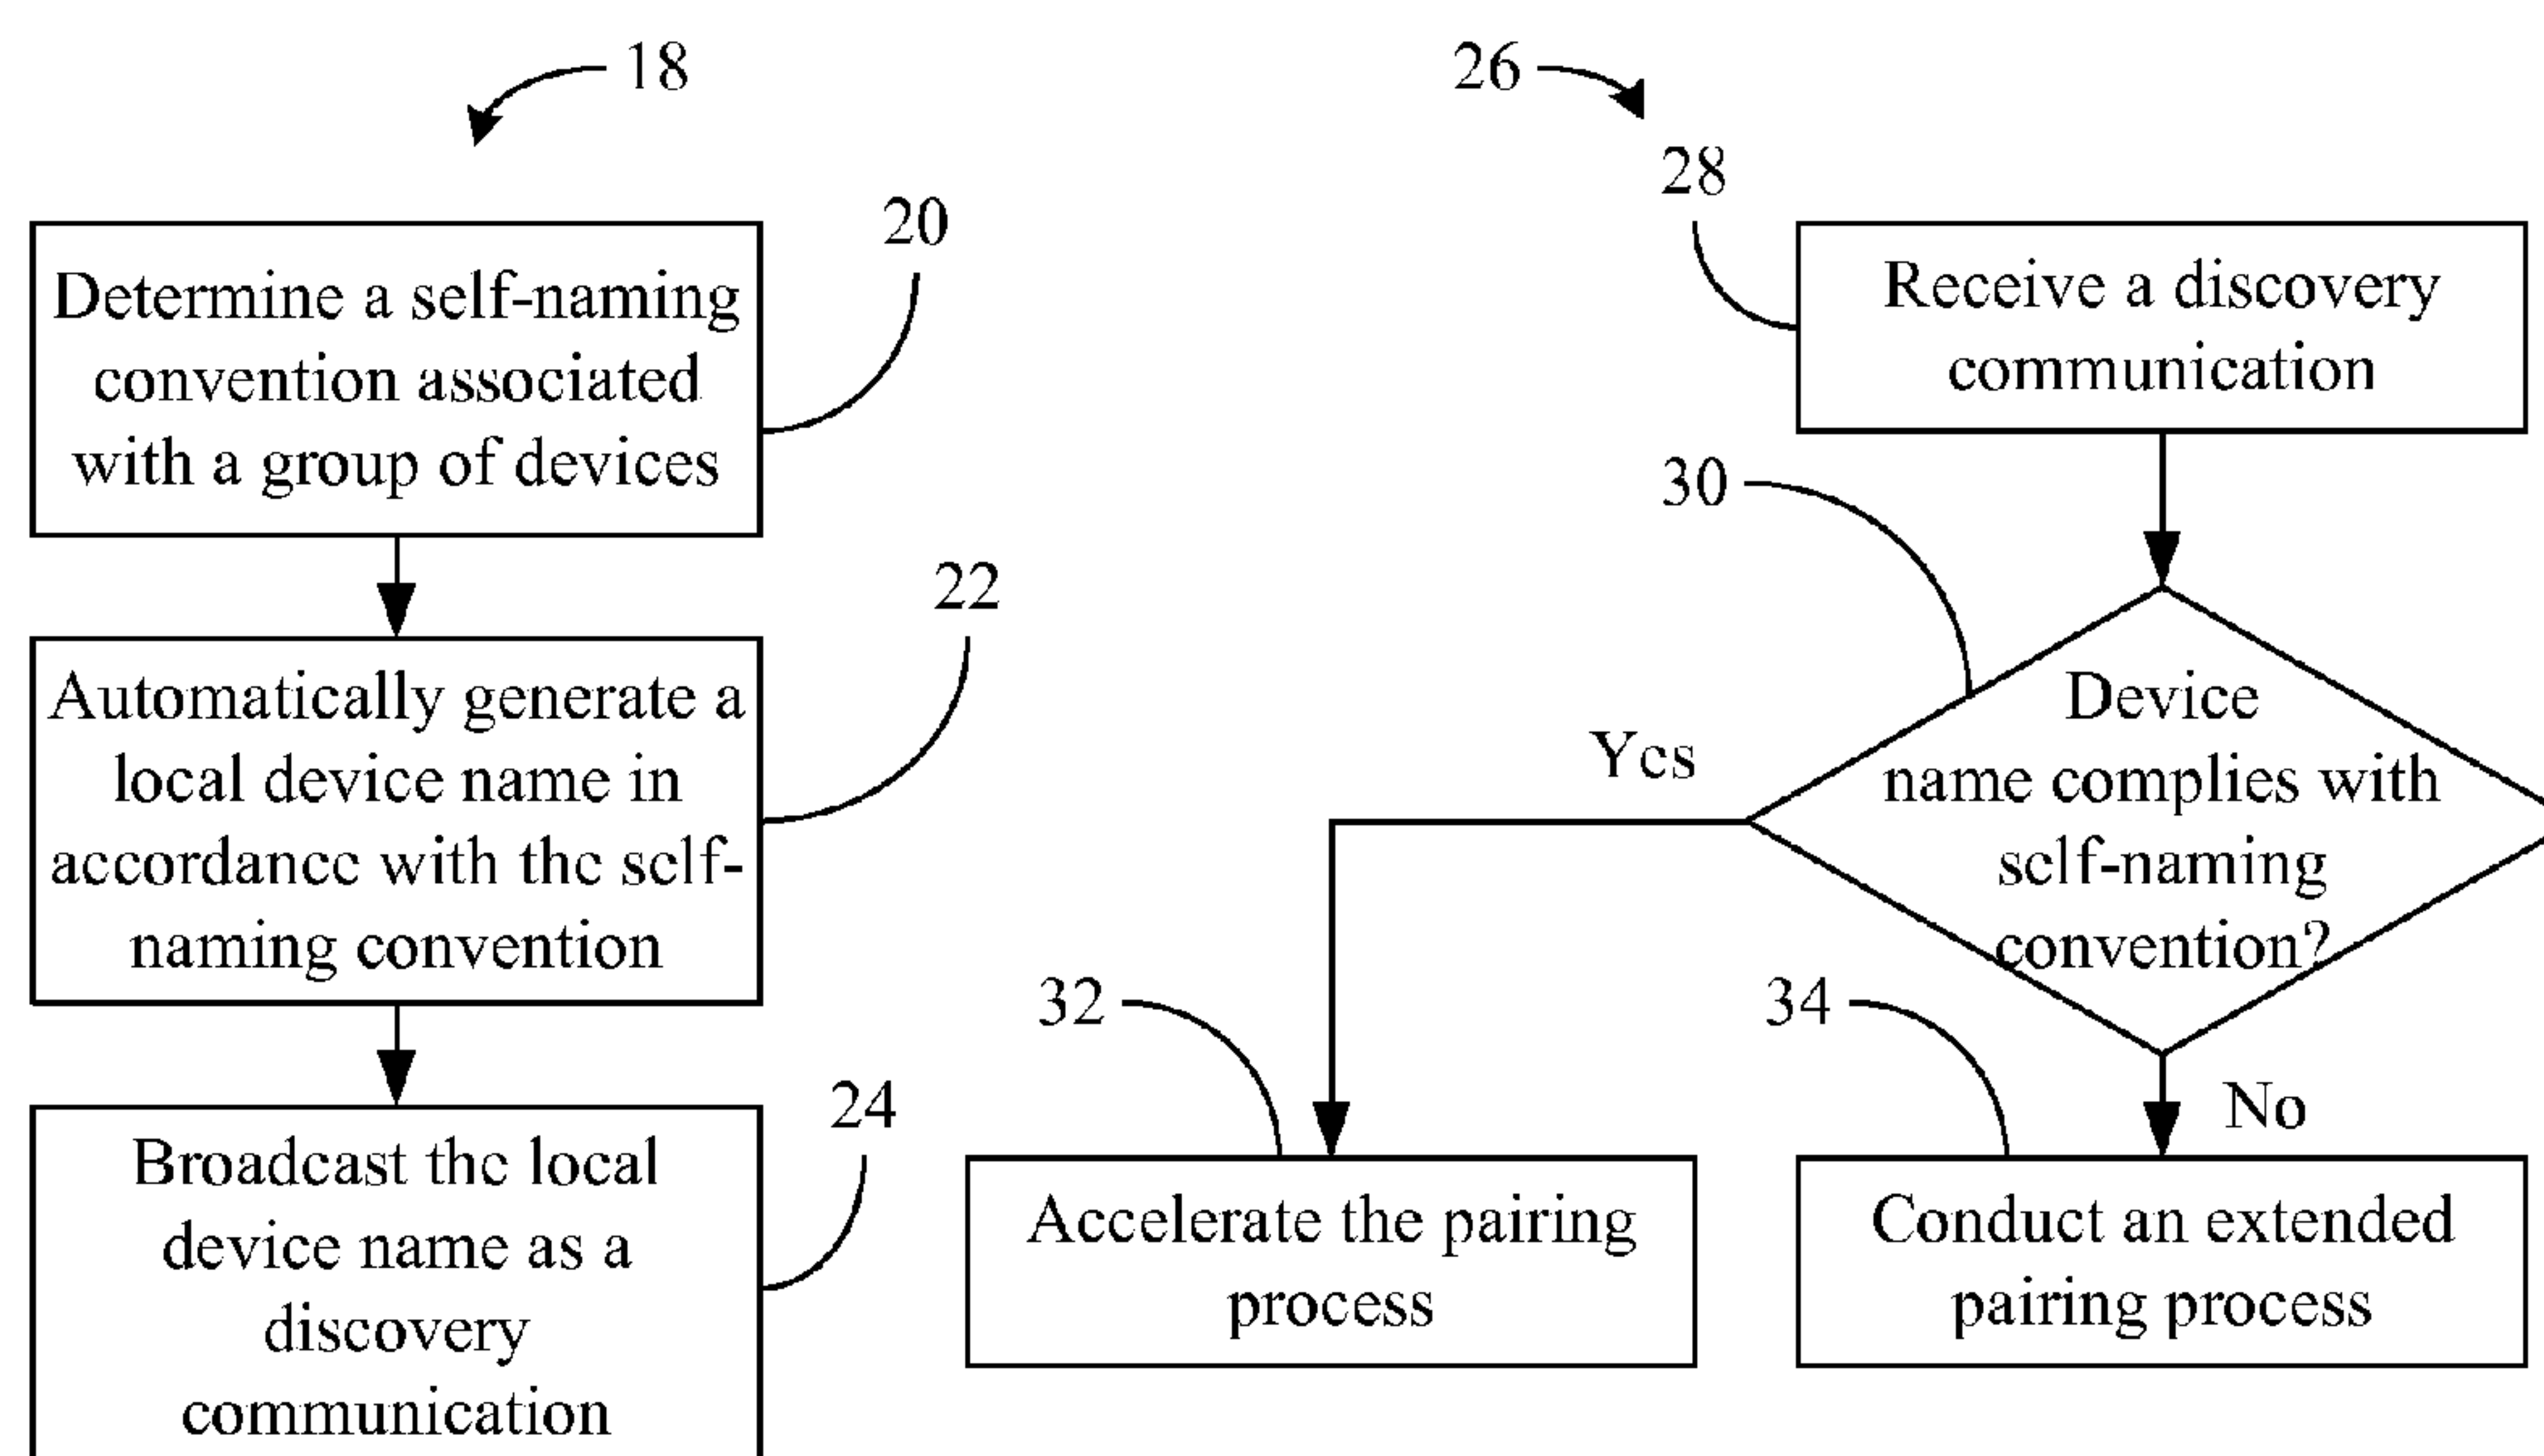 18
20
Determine a self-naming
convention associated
with a group of devices
22
Automatically generate a
local device name in
accordance with the self-
naming convention
24
Broadcast the local
device name as a
discovery
communication
26
28
Receive a discovery
communication
30
Device
name complies with
self-naming
convention?
Yes
32
34
No
Accelerate the pairing
process
Conduct an extended
pairing process